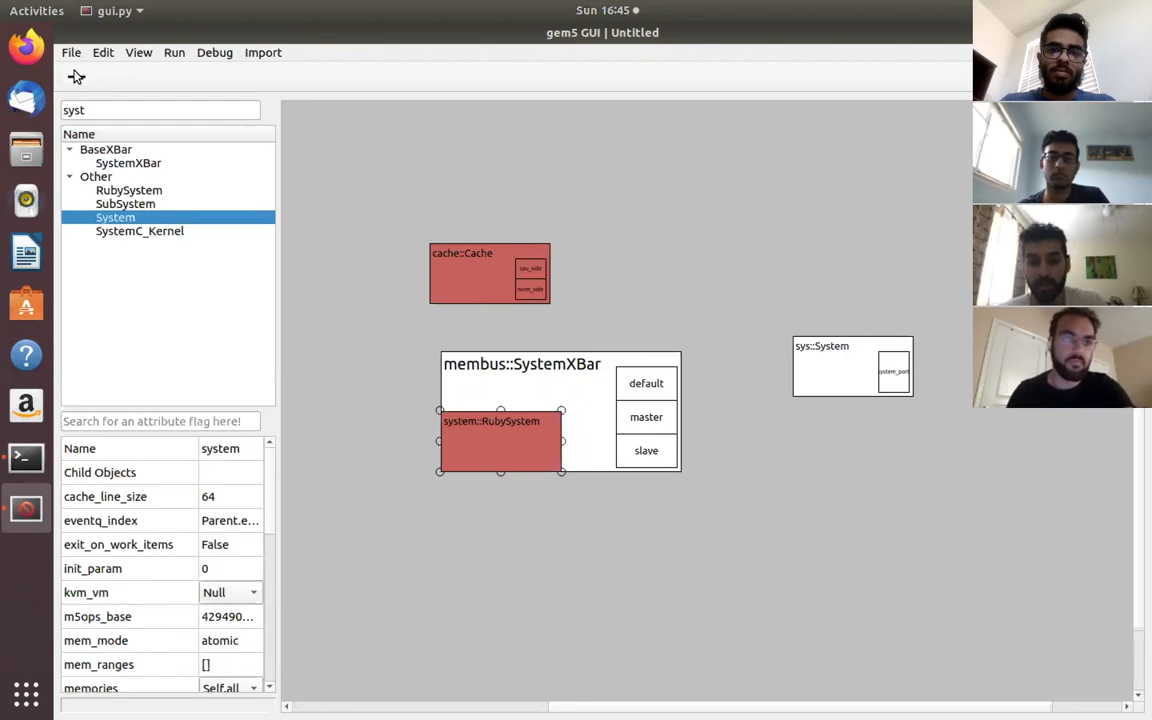 Activities
gui.py
Sun 16:45
gem5 GUI | Untitled
File Edit View Run Debug Import
syst
Name
BaseXBar
SystemXBar
Other
RubySystem
SubSystem
System
SystemC_Kernel
Search for an attribute flag here!
Name system
Child Objects
cache_line_size 64
eventq_index Parent.e...
exit_on_work_items False
init_param 0
kvm_vm Null
m5ops_base 429490...
mem_mode atomic
mem_ranges []
memories Self.all
cache::Cache
cpu_side
mem_side
membus::SystemXBar
default
master
slave
system::RubySystem
sys::System
ystem_port